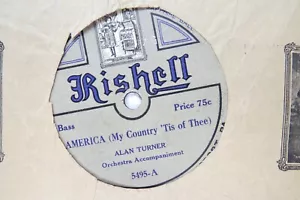 Rishell
Price 75c
Bass
AMERICA (My Country 'Tis of Thee)
ALAN TURNER
Orchestra Accompaniment
5495-A